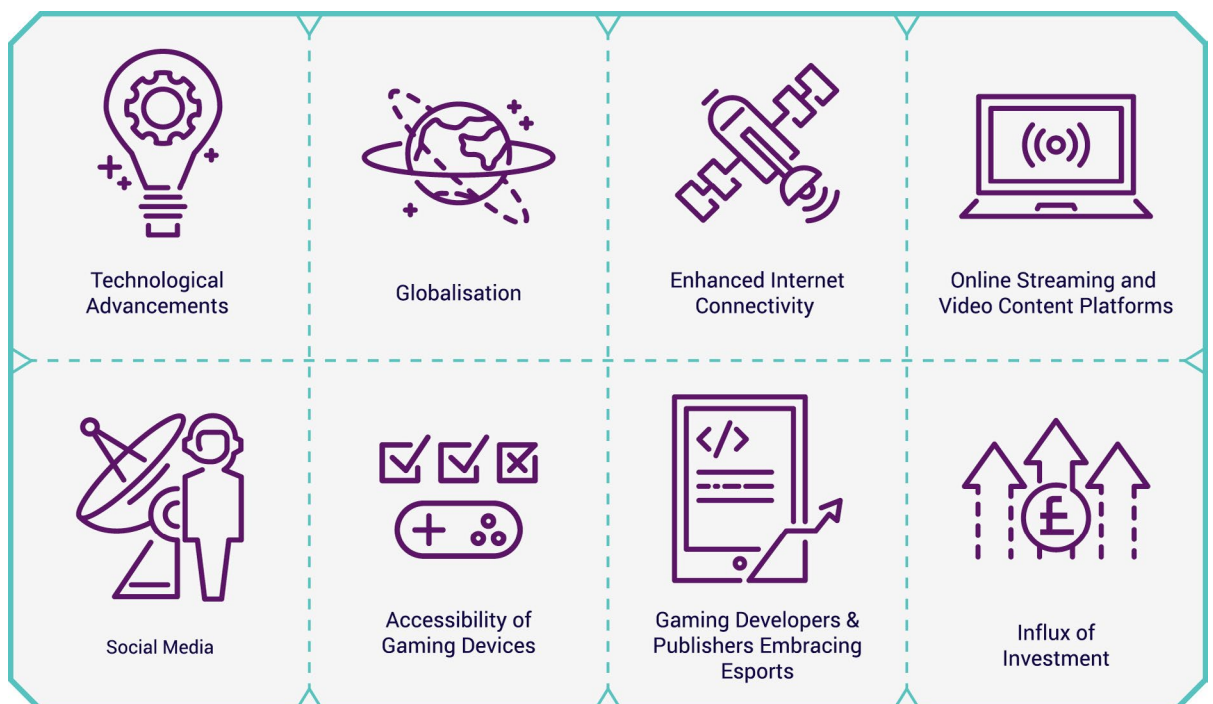 Technological
Advancements
Globalisation
Enhanced Internet
Connectivity
Online Streaming and
Video Content Platforms
</>
£
Social Media
Accessibility of
Gaming Devices
Gaming Developers &
Publishers Embracing
Esports
Influx of
Investment